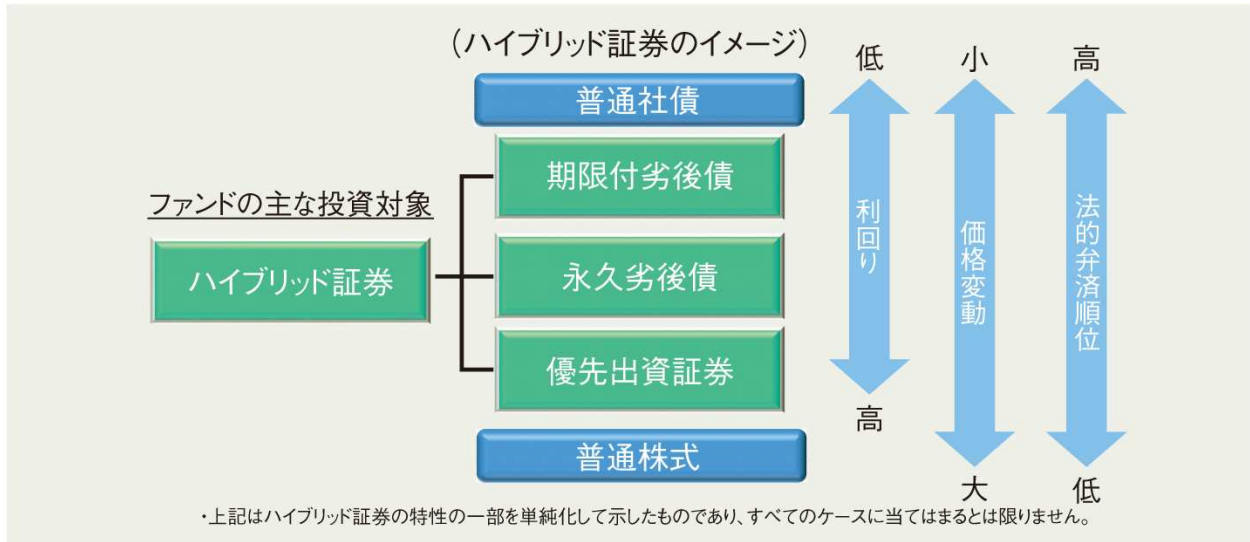 (ハイブリッド証券のイメージ)
低
小
高
普通社債
期限付劣後債
ファンドの主な投資対象
ハイブリッド証券
永久劣後債
優先出資証券
普通株式
利回り
価格変動
法的弁済順位
高
大
低
・上記はハイブリッド証券の特性の一部を単純化して示したものであり、すべてのケースに当てはまるとは限りません。